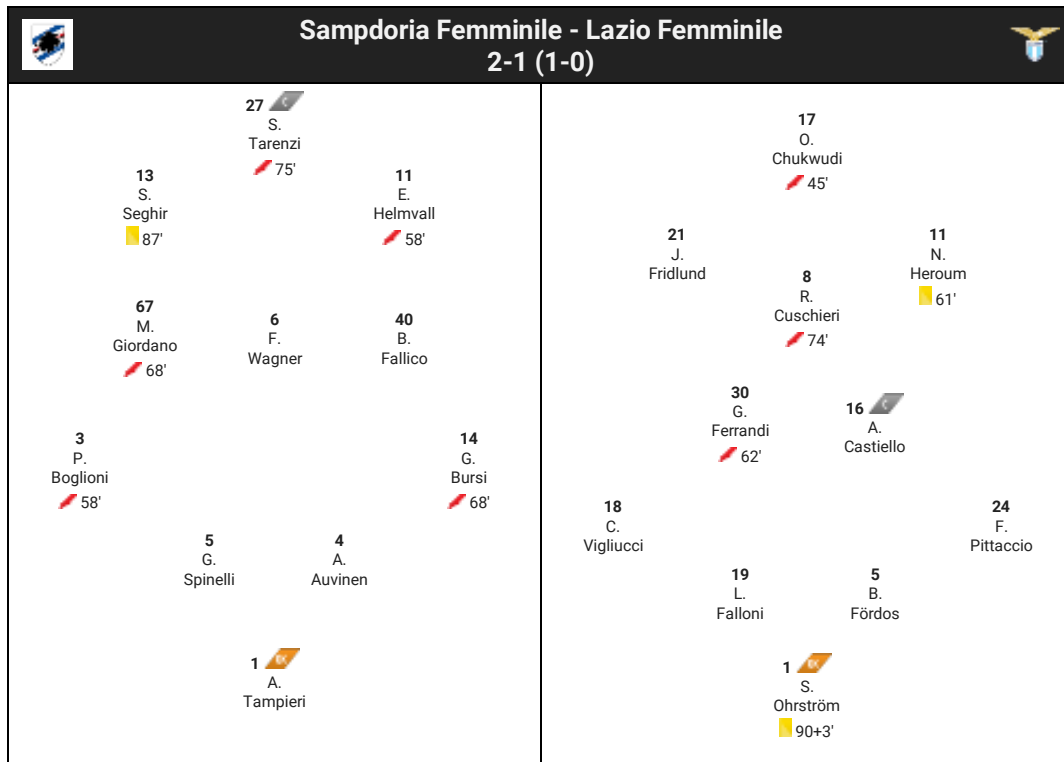 Sampdoria Femminile - Lazio Femminile
2-1 (1-0)
27 C
S.
Tarenzi
75'
13
S.
Seghir
87'
11
E.
Helmvall
58'
67
M.
Giordano
68'
6
F.
Wagner
40
B.
Fallico
3
P.
Boglioni
58'
14
G.
Bursi
68'
5
G.
Spinelli
4
A.
Auvinen
1 GK
A.
Tampieri
17
O.
Chukwudi
45'
21
J.
Fridlund
11
N.
Heroum
61'
8
R.
Cuschieri
74'
30
G.
Ferrandi
62'
16 C
A.
Castiello
18
C.
Vigliucci
24
F.
Pittaccio
19
L.
Falloni
5
B.
Fördos
1 GK
S.
Ohrström
90+3'